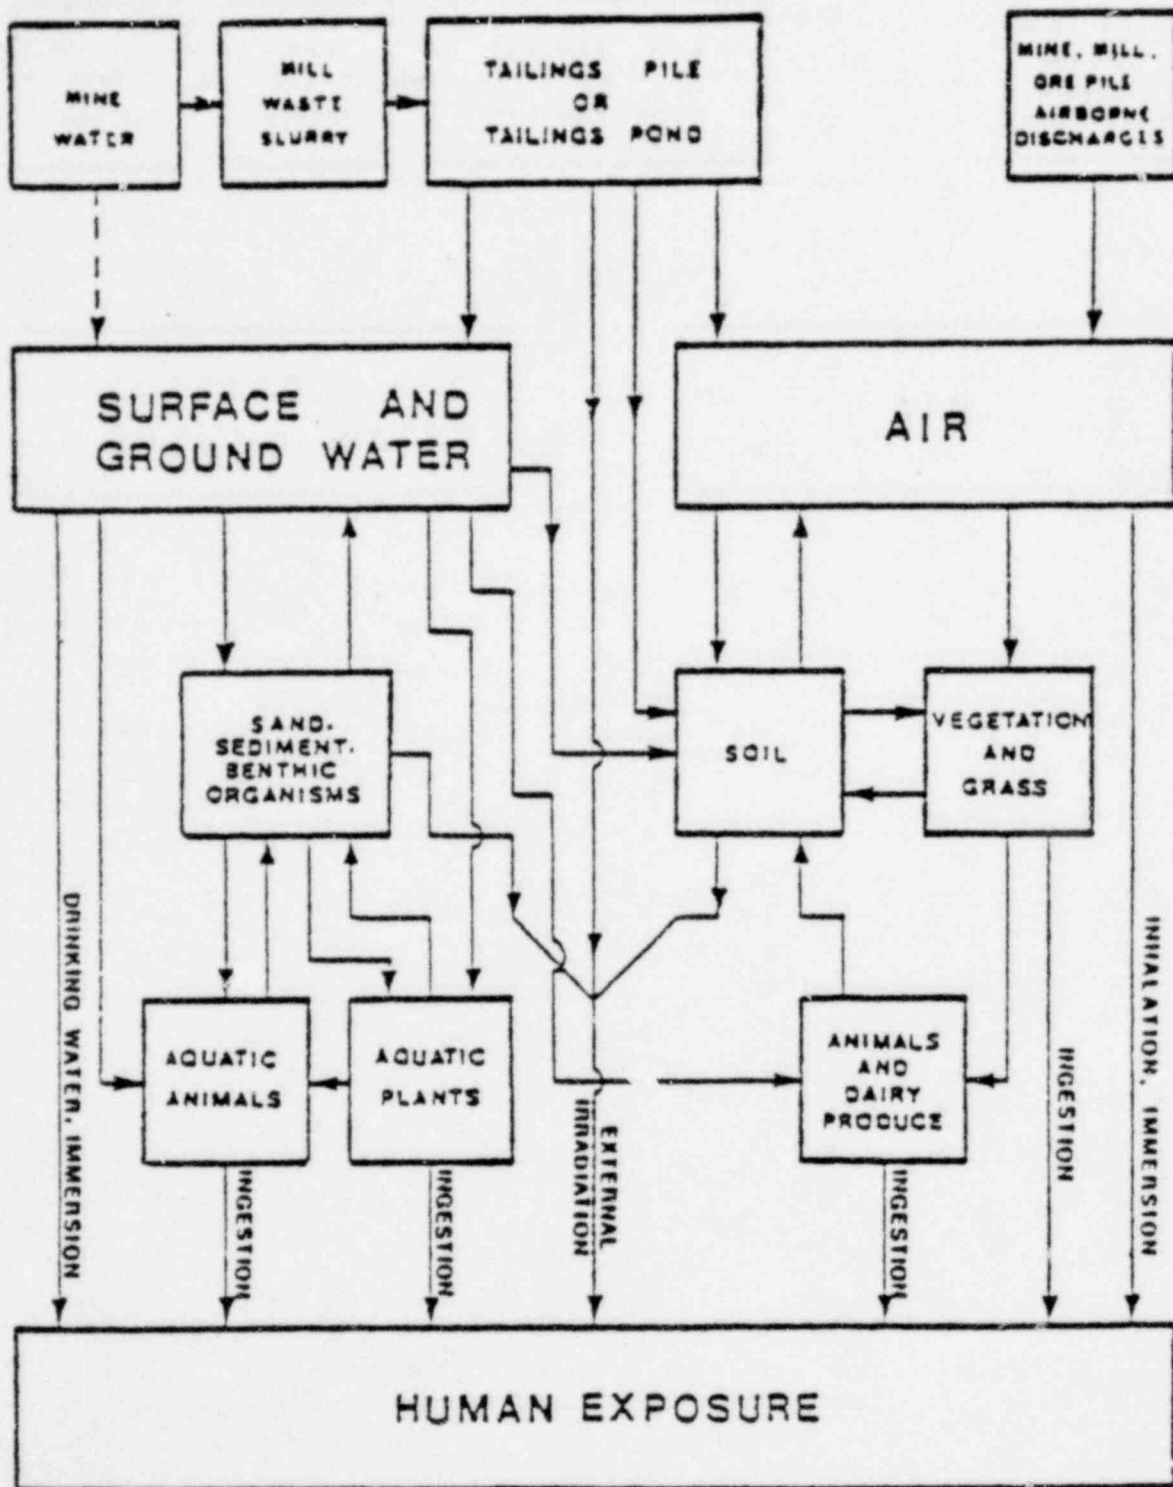 MINE
WATER
MILL
WASTE
SLURRY
TAILINGS PILE
OR
TAILINGS POND
MINE, MILL,
ORE PILE
AIRBORNE
DISCHARGIS
SURFACE AND
GROUND WATER
AIR
SAND-
SEDIMENT-
BENTHIC
ORGANISMS
SOIL
VEGETATION
AND
GRASS
AQUATIC
ANIMALS
AQUATIC
PLANTS
ANIMALS
AND
DAIRY
PRODUCE
DRINKING WATER, IMMERSION
INGESTION
INGESTION
EXTERNAL
IRRADIATION
INGESTION
INGESTION
INHALATION, IMMERSION
HUMAN EXPOSURE